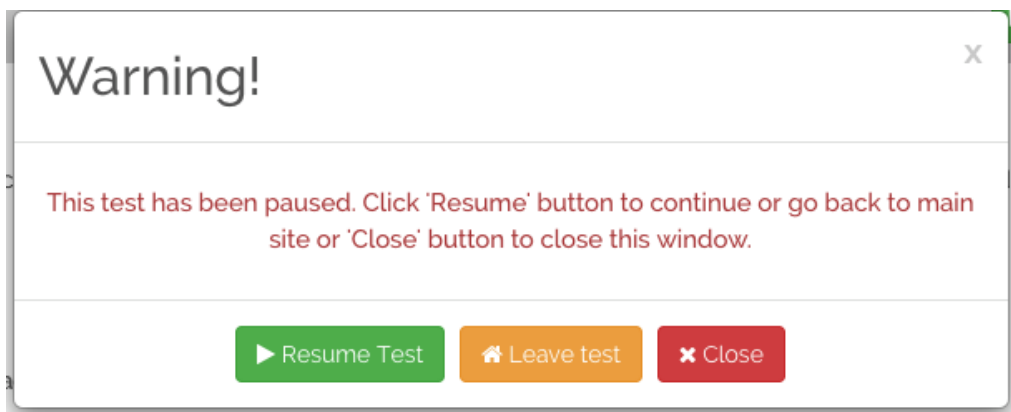 Warning!
x
This test has been paused. Click 'Resume' button to continue or go back to main
site or 'Close' button to close this window.
Resume Test
Leave test
Close